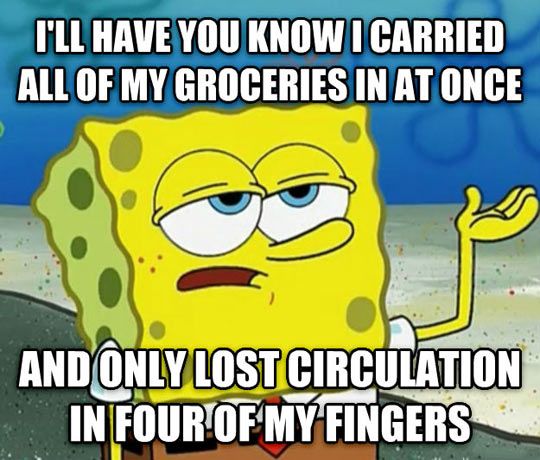 I'LL HAVE YOU KNOW I CARRIED
ALL OF MY GROCERIES IN AT ONCE
AND ONLY LOST CIRCULATION
IN FOUR OF MY FINGERS